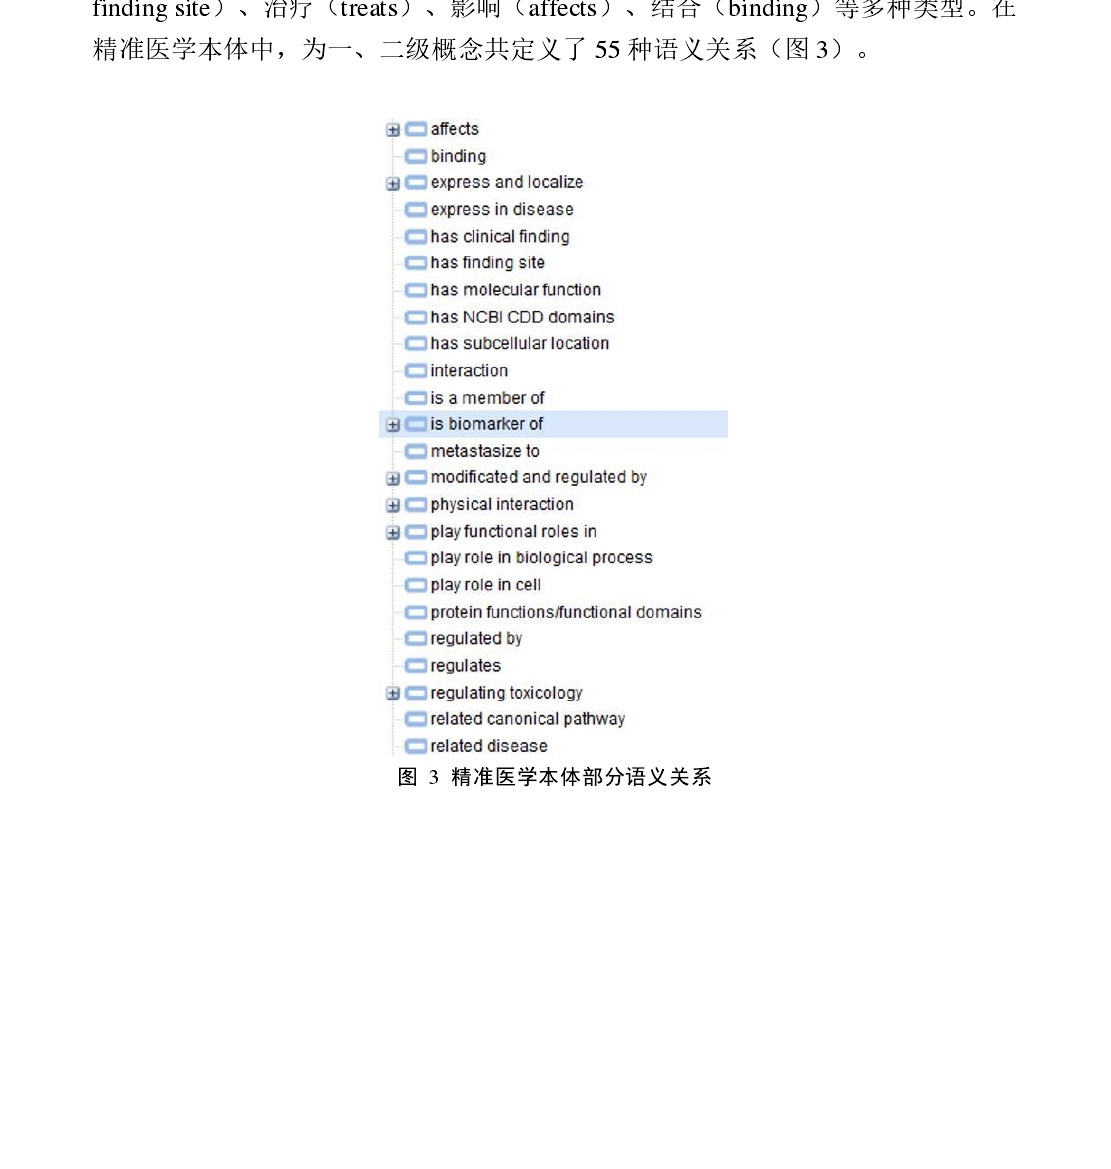 finding site）、治疗（treats）、影响（affects）、结合（binding）等多种类型。在
精准医学本体中，为一、二级概念共定义了 55 种语义关系（图 3）。
affects
binding
express and localize
express in disease
has clinical finding
has finding site
has molecular function
has NCBI CDD domains
has subcellular location
interaction
is a member of
is biomarker of
metastasize to
modificated and regulated by
physical interaction
play functional roles in
play role in biological process
play role in cell
protein functions/functional domains
regulated by
regulates
regulating toxicology
related canonical pathway
related disease
图 3 精准医学本体部分语义关系